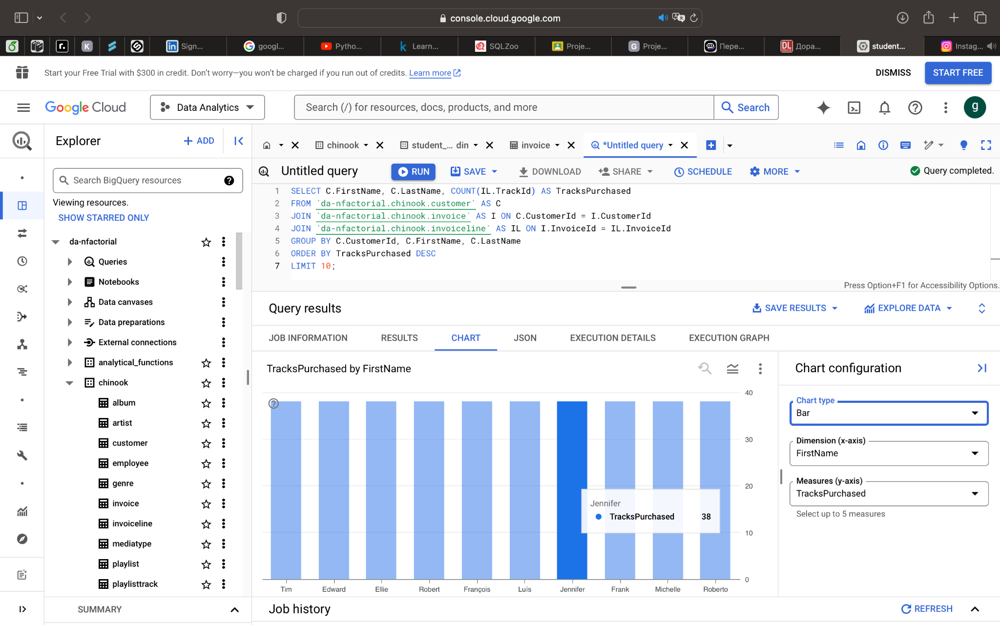 console.cloud.google.com
Sign...
googl...
Pytho...
Learn...
SQLZoo
Proje...
Proje...
Пере...
Дора...
student...
Instag...
Start your Free Trial with $300 in credit. Don't worry—you won't be charged if you run out of credits. Learn more
DISMISS
START FREE
Google Cloud
Data Analytics
Search (/) for resources, docs, products, and more
Search
g
Explorer
+ ADD
chinook
student_... din
invoice
*Untitled query
Untitled query
RUN
SAVE
DOWNLOAD
SHARE
SCHEDULE
MORE
Query completed.
Search BigQuery resources
Viewing resources.
SHOW STARRED ONLY
da-nfactorial
Queries
Notebooks
Data canvases
Data preparations
External connections
analytical_functions
chinook
album
artist
customer
employee
genre
invoice
invoiceline
mediatype
playlist
playlisttrack
SUMMARY
1 SELECT C.FirstName, C.LastName, COUNT(IL.TrackId) AS TracksPurchased
2 FROM `da-nfactorial.chinook.customer` AS C
3 JOIN `da-nfactorial.chinook.invoice` AS I ON C.CustomerId = I.CustomerId
4 JOIN `da-nfactorial.chinook.invoiceline` AS IL ON I.InvoiceId = IL.InvoiceId
5 GROUP BY C.CustomerId, C.FirstName, C.LastName
6 ORDER BY TracksPurchased DESC
7 LIMIT 10;
Press Option+F1 for Accessibility Options.
Query results
SAVE RESULTS
EXPLORE DATA
JOB INFORMATION
RESULTS
CHART
JSON
EXECUTION DETAILS
EXECUTION GRAPH
TracksPurchased by FirstName
40
30
20
10
0
Jennifer
TracksPurchased 38
Tim
Edward
Ellie
Robert
François
Luís
Jennifer
Frank
Michelle
Roberto
Chart configuration
Chart type
Bar
Dimension (x-axis)
FirstName
Measures (y-axis)
TracksPurchased
Select up to 5 measures
Job history
REFRESH